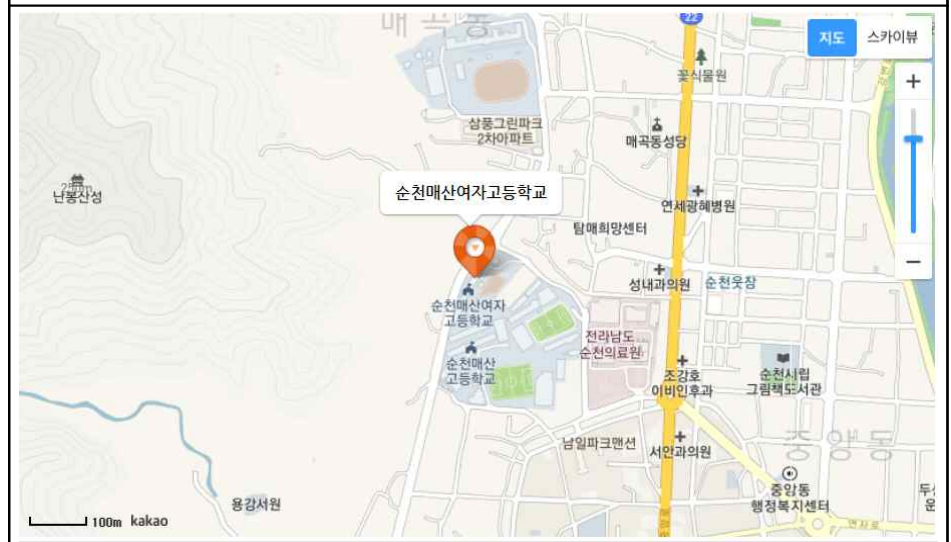 매곡동
22
지도
스카이뷰
꽃식물원
+
삼풍그린파크
2차아파트
매곡동성당
난봉산성
순천매산여자고등학교
연세광혜병원
탐매희망센터
−
성내과의원
순천웃장
순천매산여자
고등학교
전라남도
순천의료원
순천매산
고등학교
조강호
이비인후과
순천시립
그림책도서관
중앙동
남일파크맨션
서안과의원
중앙동
행정복지센터
용강서원
100m kakao